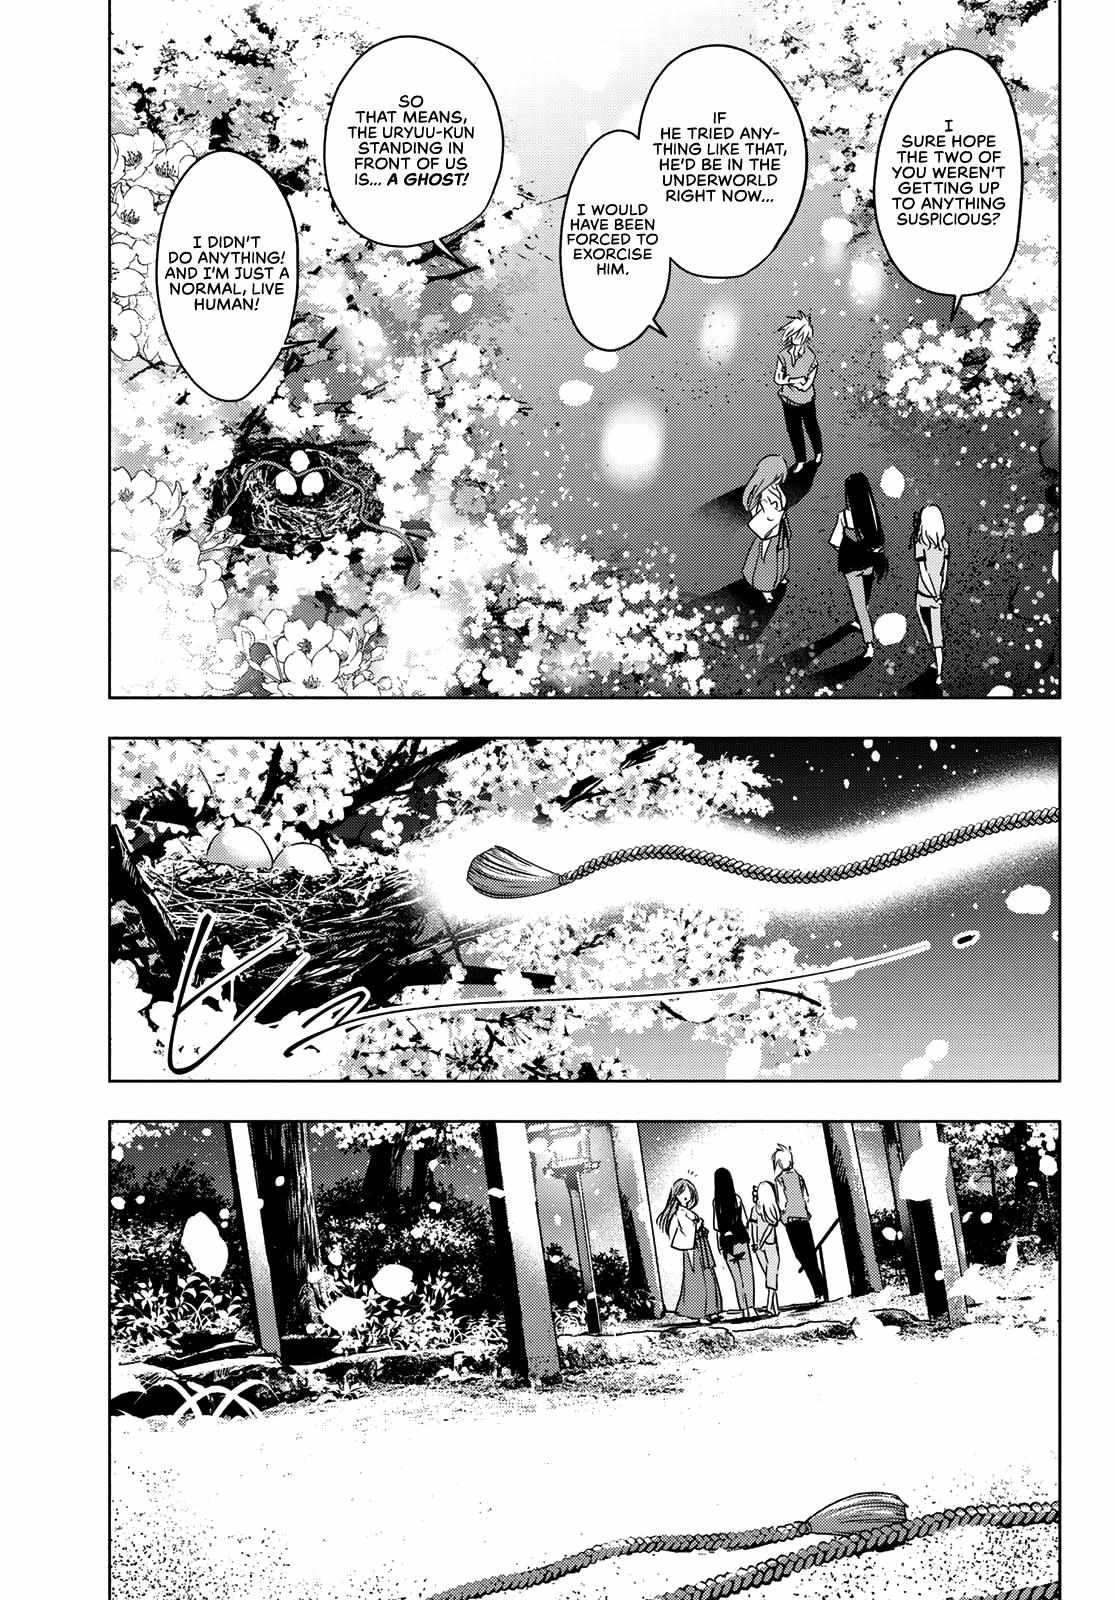 I
SURE HOPE
THE TWO OF
YOU WEREN'T
GETTING UP
TO ANYTHING
SUSPICIOUS?
IF
HE TRIED ANY-
THING LIKE THAT,
HE'D BE IN THE
UNDERWORLD
RIGHT NOW...
I WOULD
HAVE BEEN
FORCED TO
EXORCISE
HIM.
SO
THAT MEANS,
THE URYUU-KUN
STANDING IN
FRONT OF US
IS... A GHOST!
I DIDN'T
DO ANYTHING!
AND I'M JUST A
NORMAL, LIVE
HUMAN!